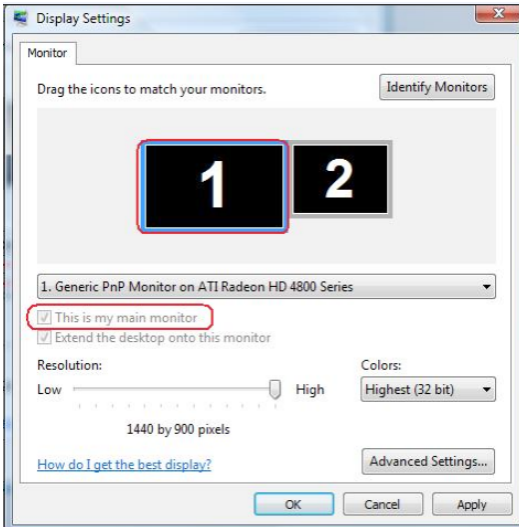 Display Settings
Monitor
Drag the icons to match your monitors.
Identify Monitors
1
2
1. Generic PnP Monitor on ATI Radeon HD 4800 Series
This is my main monitor
Extend the desktop onto this monitor
Resolution:
Colors:
Low
High
Highest (32 bit)
1440 by 900 pixels
How do I get the best display?
Advanced Settings...
OK
Cancel
Apply